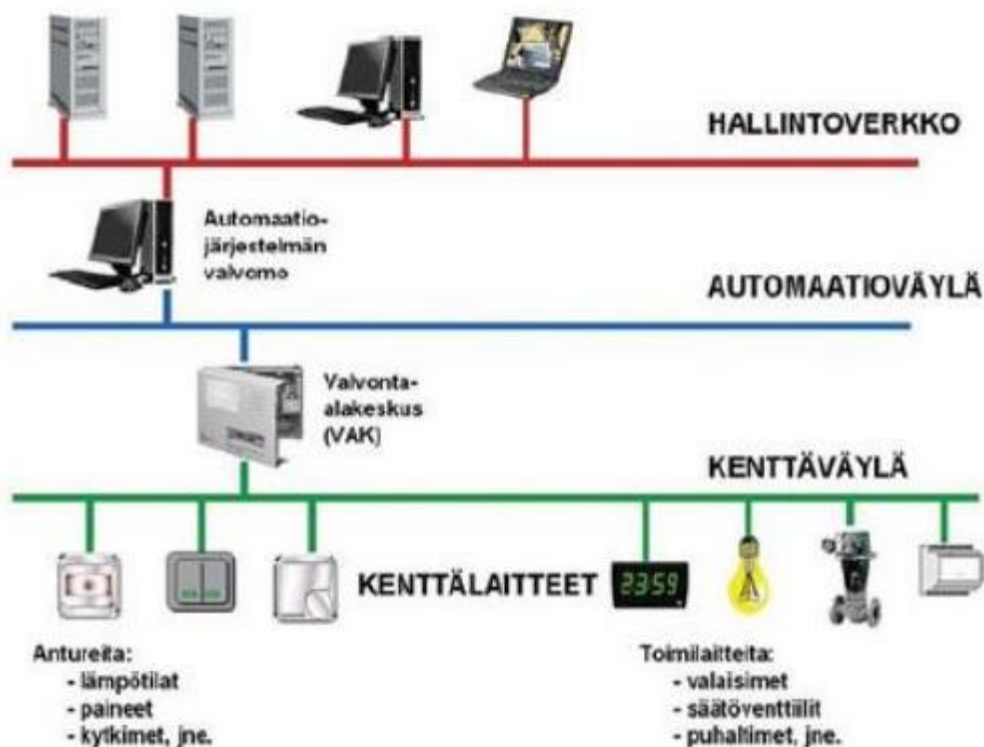 HALLINTOVERKKO
Automaatio-
järjestelmän
valvomo
AUTOMAATIOVÄYLÄ
Valvonta-
alakeskus
(VAK)
KENTTÄVÄYLÄ
KENTTÄLAITTEET
23:59
Antureita:
- lämpötilat
- paineet
- kytkimet, jne.
Toimilaitteita:
- valaisimet
- säätöventtiilit
- puhaltimet, jne.